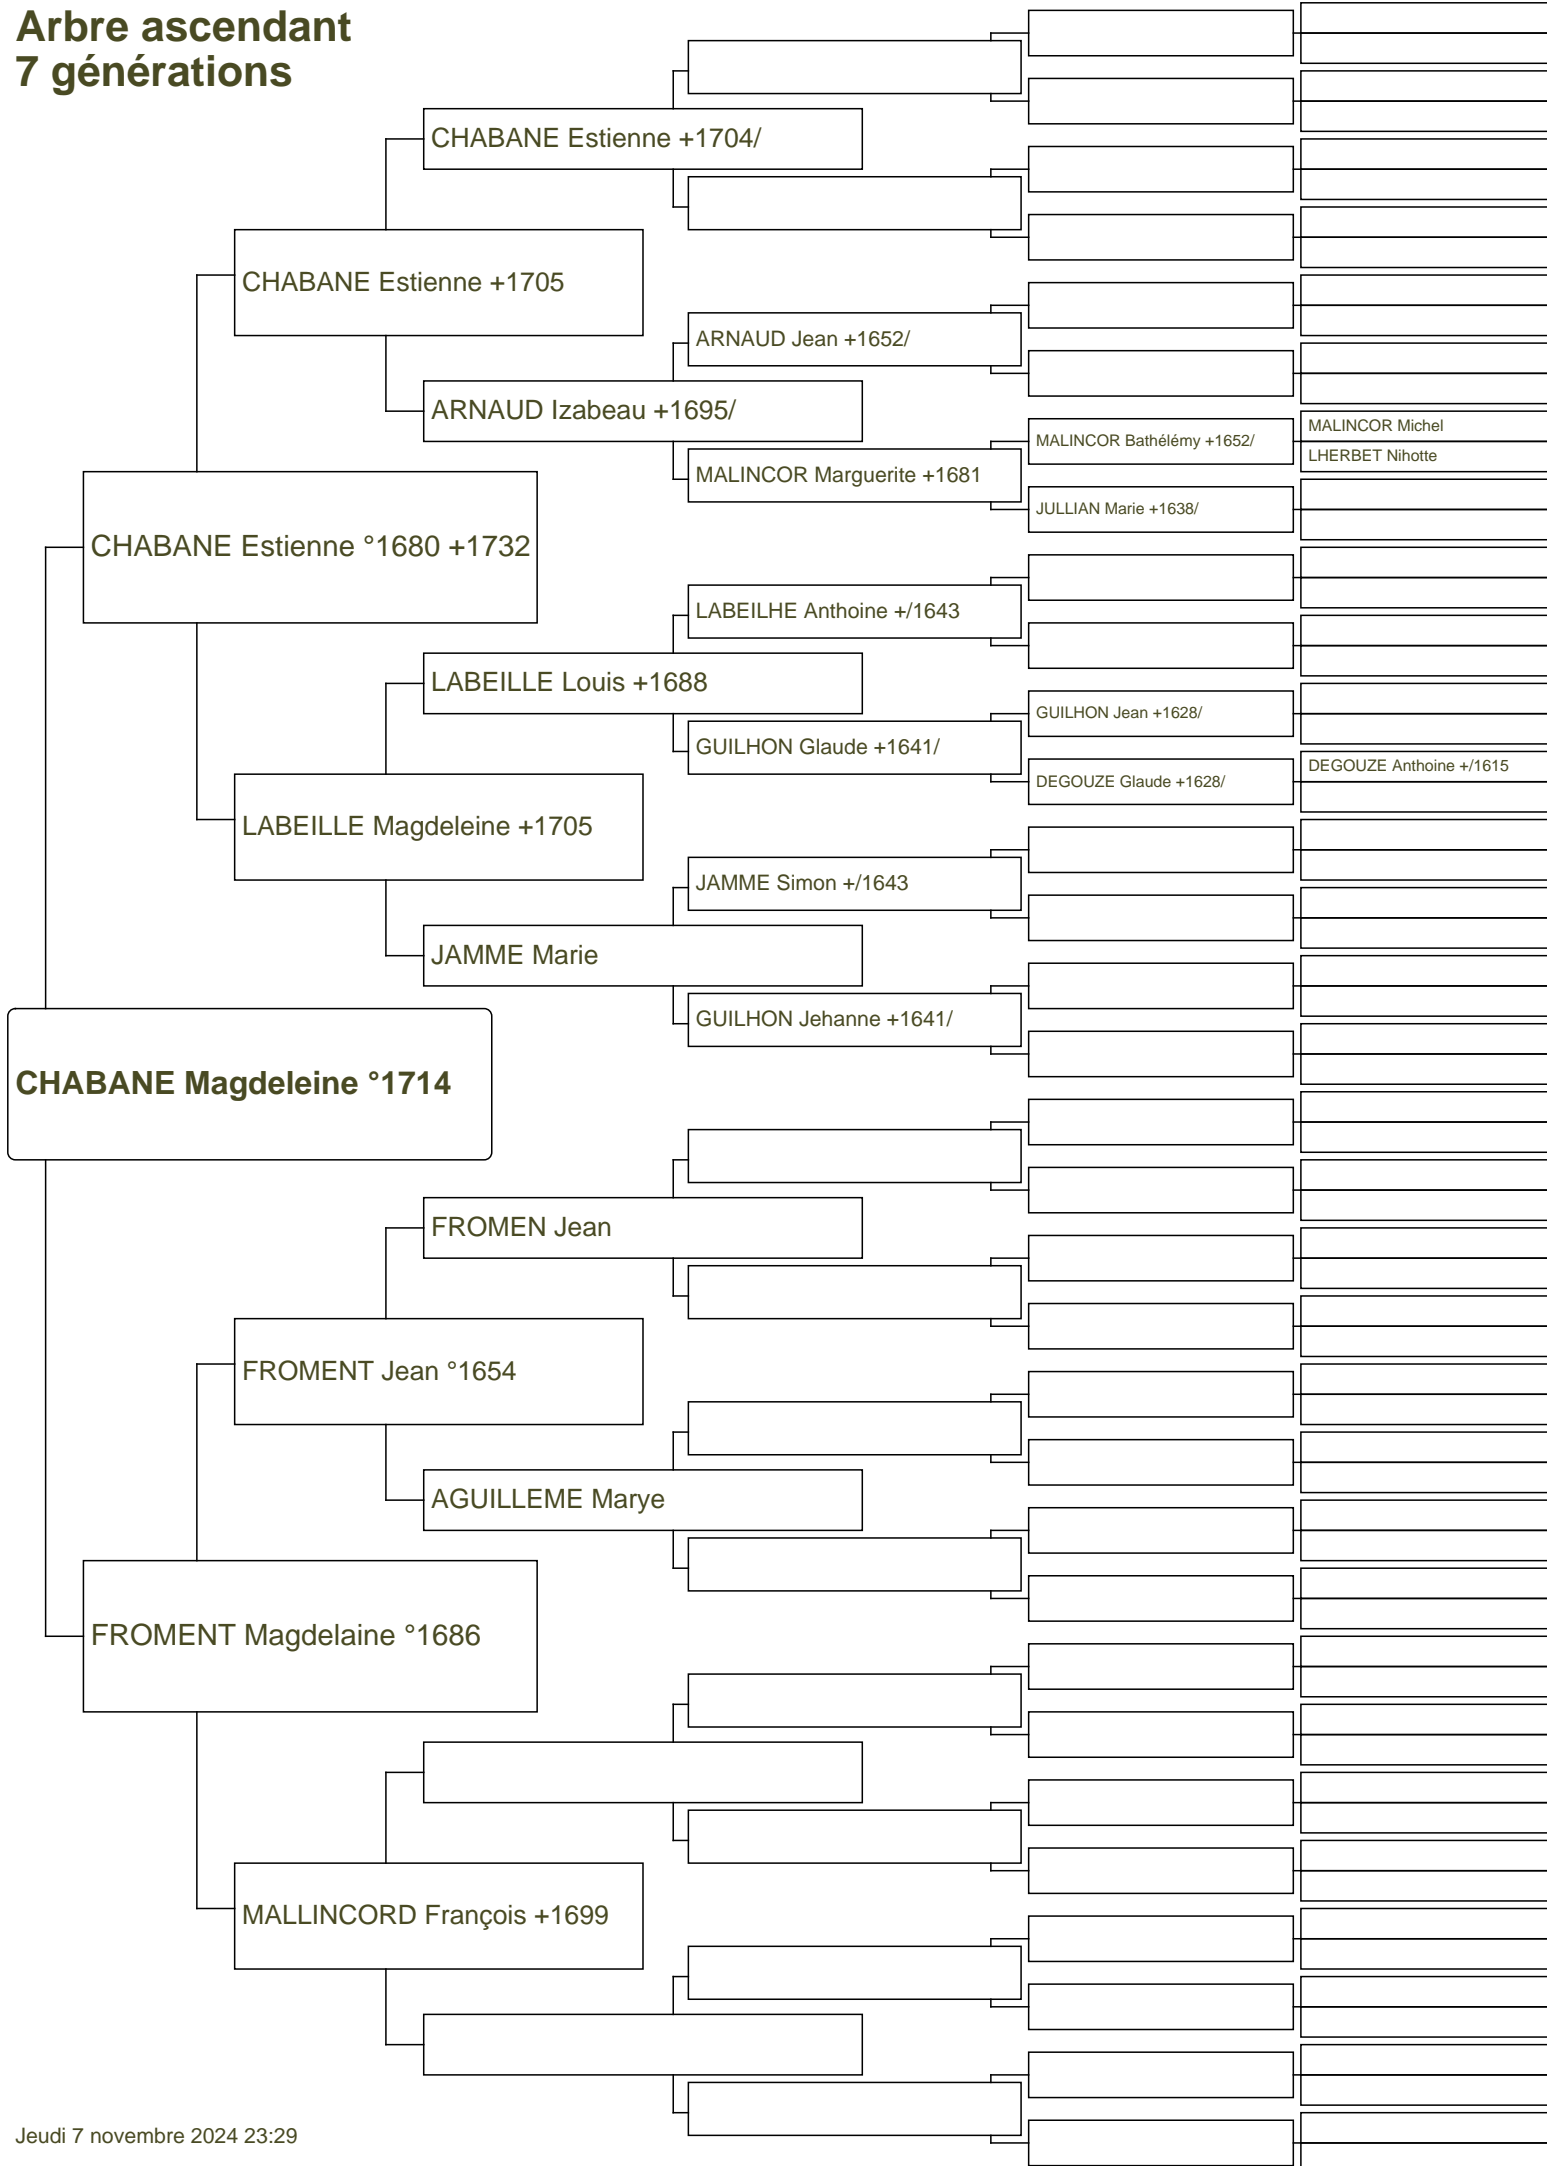 Arbre ascendant
7 générations
CHABANE Estienne +1704/
CHABANE Estienne +1705
ARNAUD Jean +1652/
ARNAUD Izabeau +1695/
MALINCOR Michel
MALINCOR Bathélémy +1652/
LHERBET Nihotte
MALINCOR Marguerite +1681
JULLIAN Marie +1638/
CHABANE Estienne °1680 +1732
LABEILHE Anthoine +/1643
LABEILLE Louis +1688
GUILHON Jean +1628/
GUILHON Glaude +1641/
DEGOUZE Anthoine +/1615
DEGOUZE Glaude +1628/
LABEILLE Magdeleine +1705
JAMME Simon +/1643
JAMME Marie
GUILHON Jehanne +1641/
CHABANE Magdeleine °1714
FROMEN Jean
FROMENT Jean °1654
AGUILLEME Marye
FROMENT Magdelaine °1686
MALLINCORD François +1699
Jeudi 7 novembre 2024 23:29